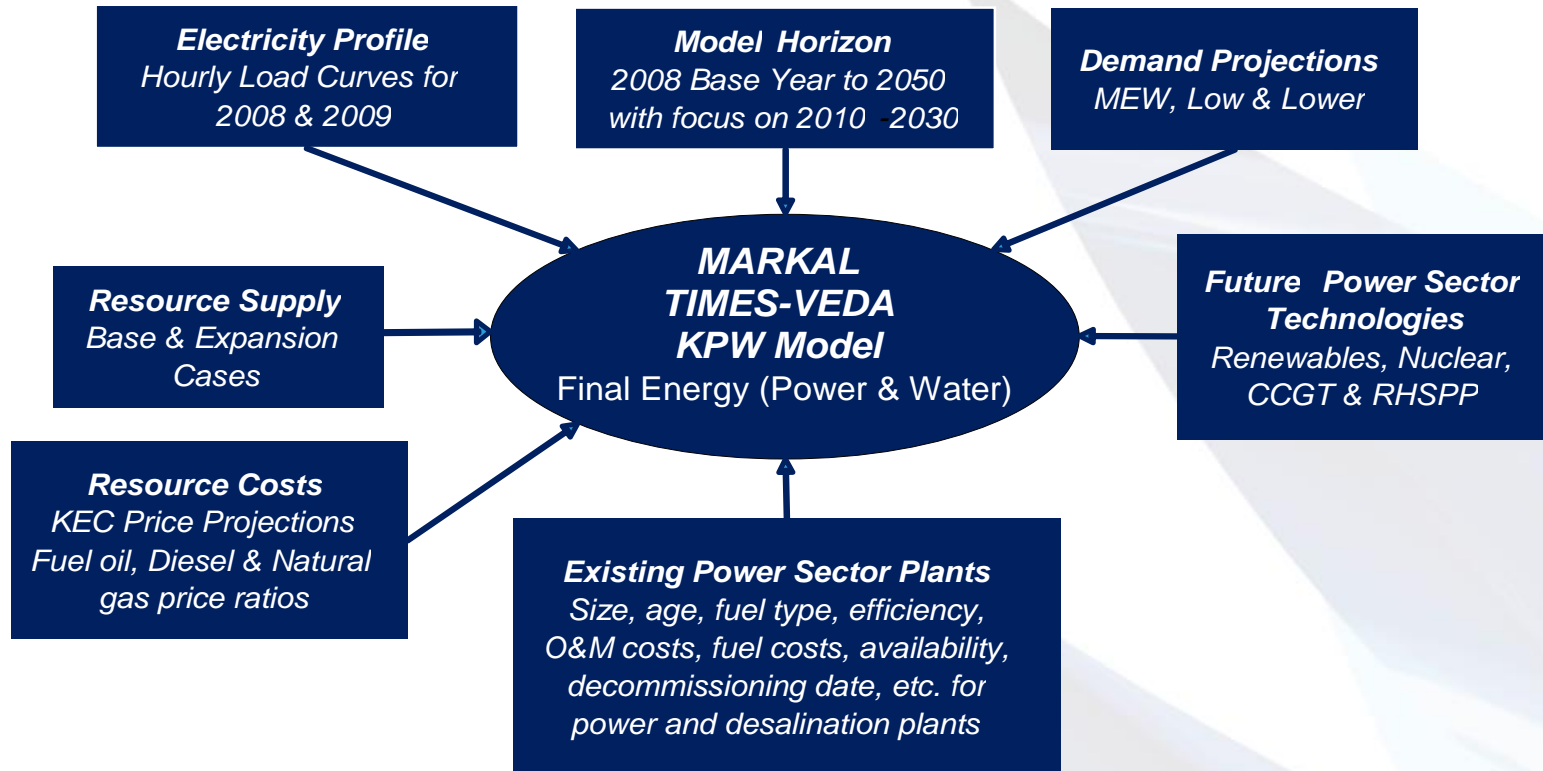 Electricity Profile
Hourly Load Curves for
2008 & 2009
Model Horizon
2008 Base Year to 2050
with focus on 2010 -2030
Demand Projections
MEW, Low & Lower
Resource Supply
Base & Expansion
Cases
MARKAL
TIMES-VEDA
KPW Model
Final Energy (Power & Water)
Future Power Sector
Technologies
Renewables, Nuclear,
CCGT & RHSPP
Resource Costs
KEC Price Projections
Fuel oil, Diesel & Natural
gas price ratios
Existing Power Sector Plants
Size, age, fuel type, efficiency,
O&M costs, fuel costs, availability,
decommissioning date, etc. for
power and desalination plants